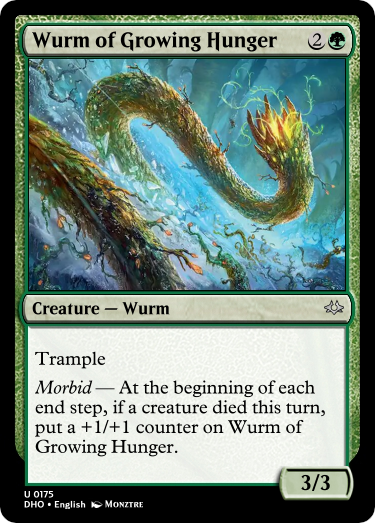 Wurm of Growing Hunger 2
Creature — Wurm
Trample
Morbid — At the beginning of each
end step, if a creature died this turn,
put a +1/+1 counter on Wurm of
Growing Hunger.
3/3
U 0175
DHO • English Monztre